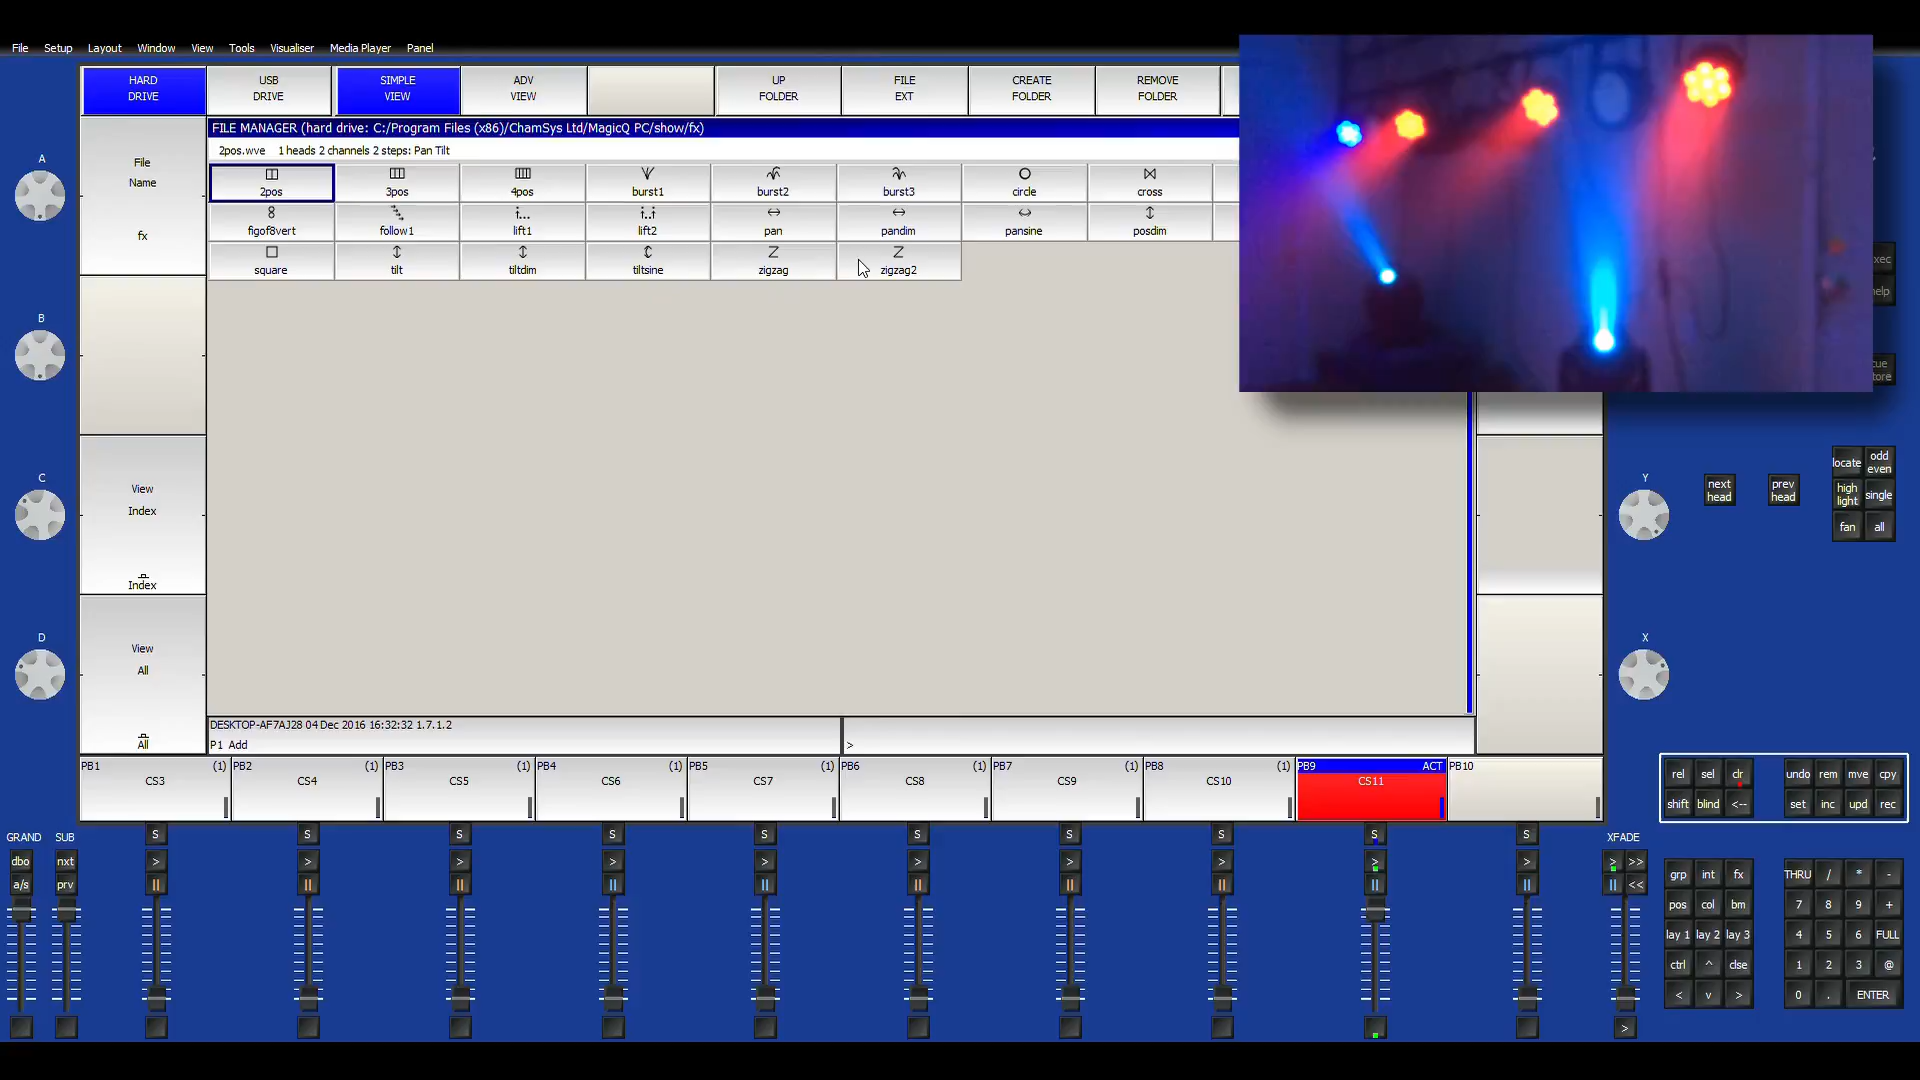 File Setup Layout Window View Tools Visualiser Media Player Panel
HARD DRIVE
USB DRIVE
SIMPLE VIEW
ADV VIEW
UP FOLDER
FILE EXT
CREATE FOLDER
REMOVE FOLDER
FILE MANAGER (hard drive: C:/Program Files (x86)/ChamSys Ltd/MagicQ PC/show/fx)
2pos.wve 1 heads 2 channels 2 steps: Pan Tilt
2pos 3pos 4pos burst1 burst2 burst3 circle cross
figof8vert follow1 lift1 lift2 pan pandim pansine posdim
square tilt tiltdim tiltsine zigzag zigzag2
A
File
Name
fx
B
C
View
Index
Index
D
View
All
All
Y
X
next head
prev head
locate
odd even
high light
single
fan
all
DESKTOP-AF7AJ28 04 Dec 2016 16:32:32 1.7.1.2
P1 Add
>
PB1 (1) PB2 (1) PB3 (1) PB4 (1) PB5 (1) PB6 (1) PB7 (1) PB8 (1) PB9 ACT PB10
CS3 CS4 CS5 CS6 CS7 CS8 CS9 CS10 CS11
rel sel clr undo rem mve cpy
shift blind <-- set inc upd rec
GRAND SUB
S S S S S S S S S S
XFADE
dbo nxt > > > > > > > > > > > >>
a/s prv || || || || || || || || || || || <<
grp int fx THRU / * -
pos col bm 7 8 9 +
lay 1 lay 2 lay 3 4 5 6 FULL
ctrl ^ clse 1 2 3 @
< v > 0 . ENTER
>